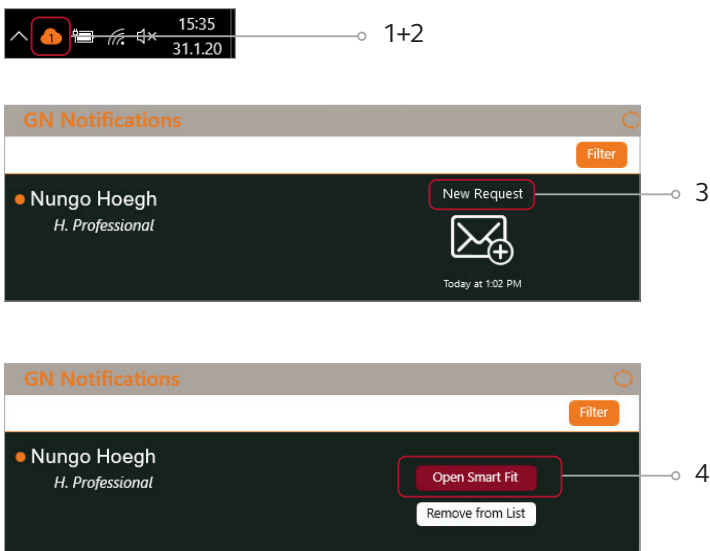 15:35
1
31.1.20
1+2
GN Notifications
Filter
Nungo Hoegh
New Request
3
H. Professional
Today at 1:02 PM
GN Notifications
Filter
Nungo Hoegh
Open Smart Fit
4
H. Professional
Remove from List